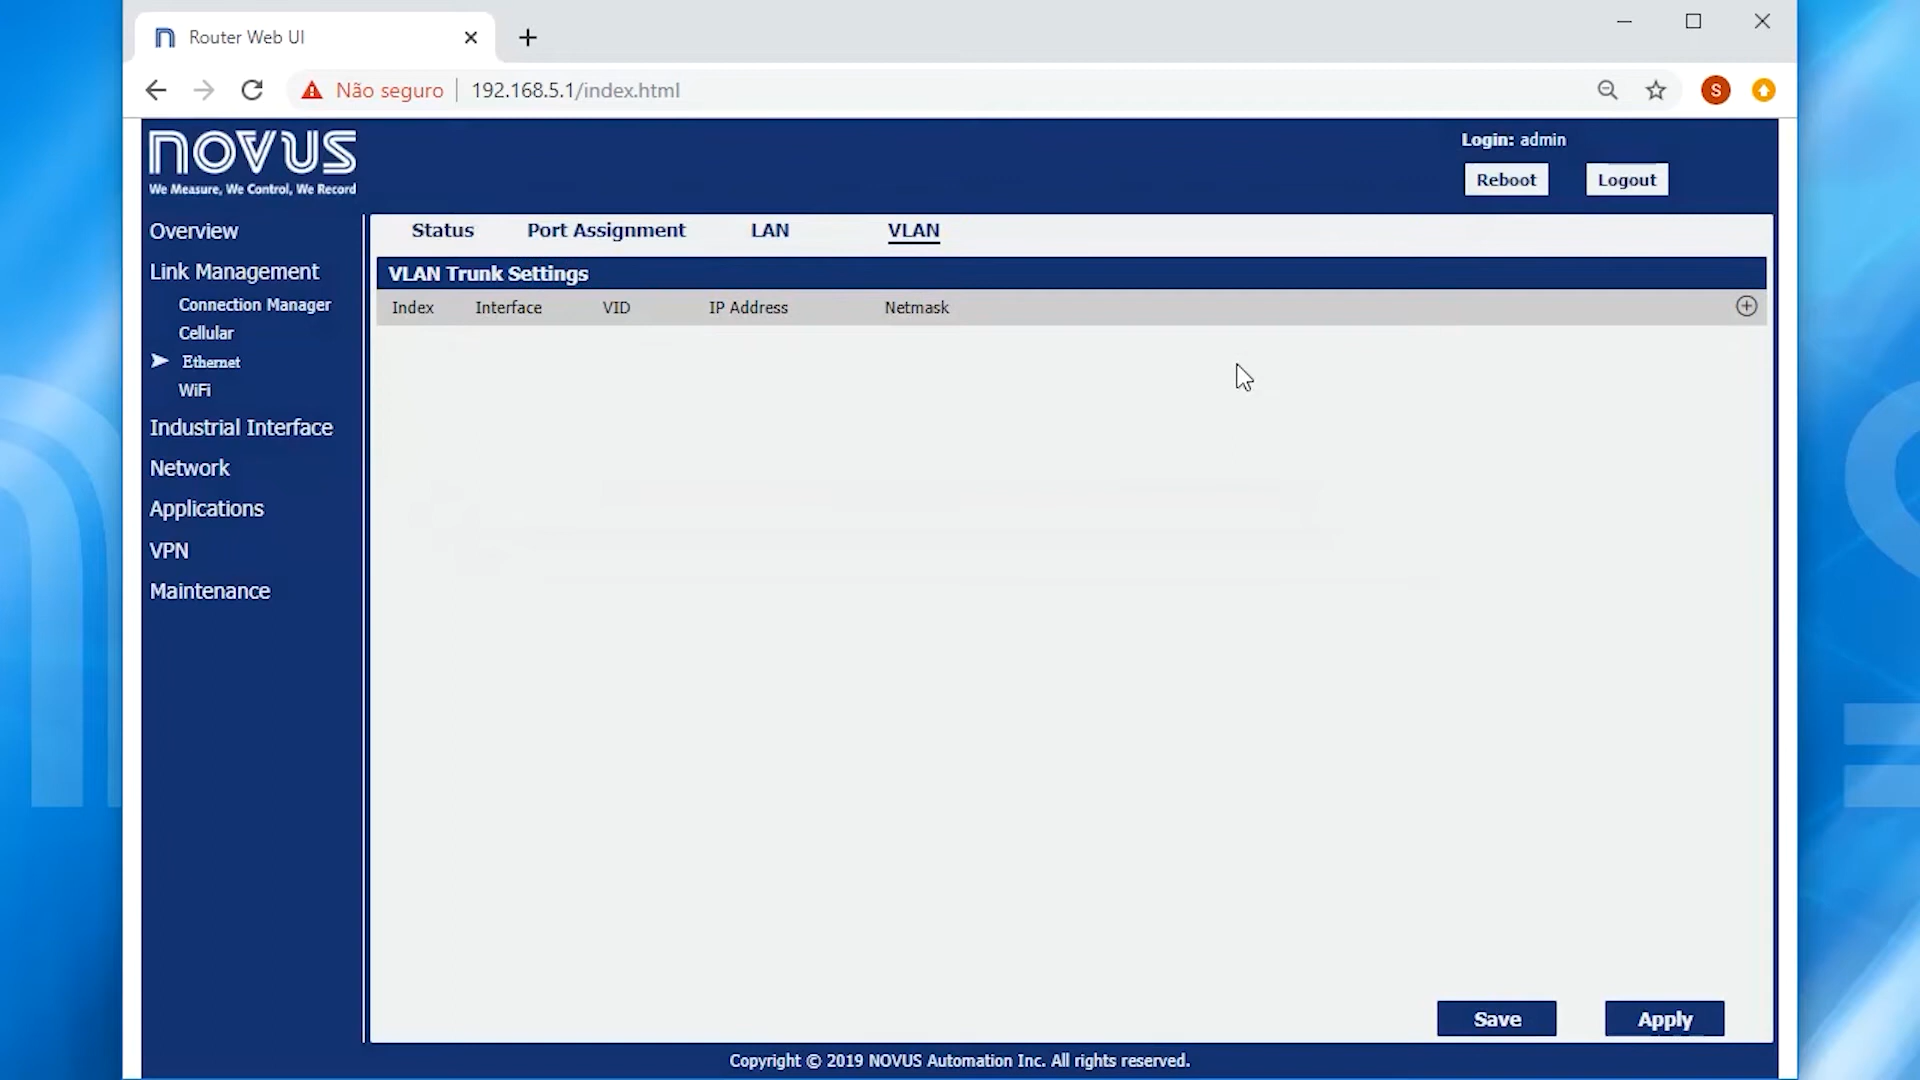 Router Web UI
Não seguro 192.168.5.1/index.html
S
NOVUS
We Measure, We Control, We Record
Login: admin
Reboot Logout
Overview
Link Management
Connection Manager
Cellular
Ethernet
WiFi
Industrial Interface
Network
Applications
VPN
Maintenance
Status Port Assignment LAN VLAN
VLAN Trunk Settings
Index Interface VID IP Address Netmask
Save Apply
Copyright © 2019 NOVUS Automation Inc. All rights reserved.